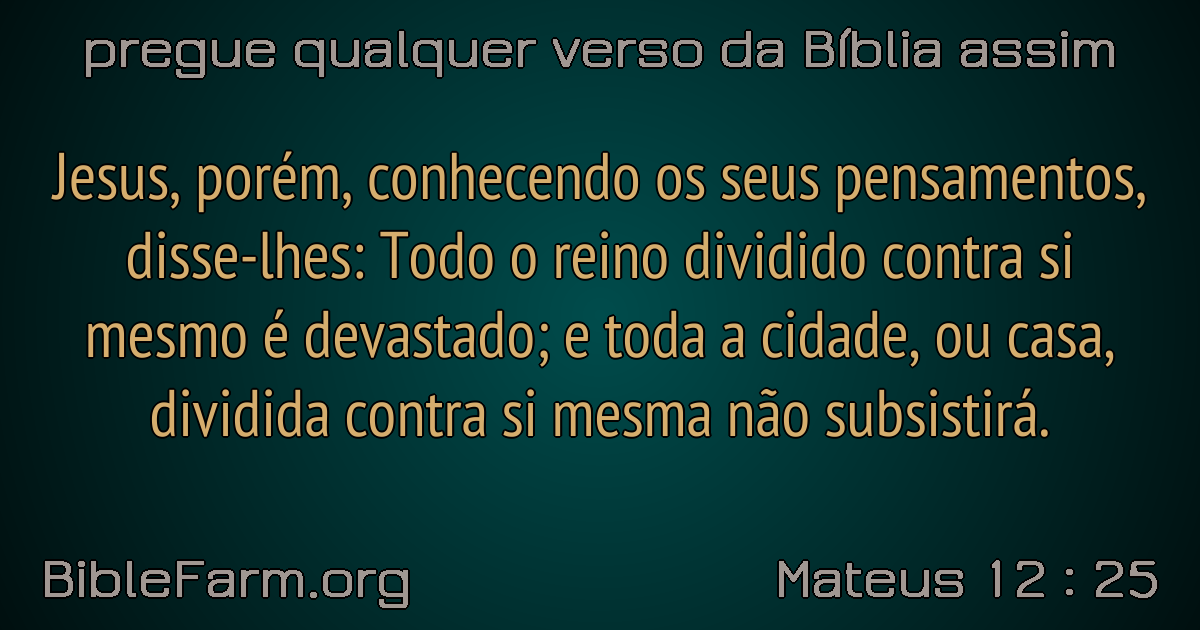 pregue qualquer verso da Bíblia assim
Jesus, porém, conhecendo os seus pensamentos,
disse-lhes: Todo o reino dividido contra si
mesmo é devastado; e toda a cidade, ou casa,
dividida contra si mesma não subsistirá.
BibleFarm.org
Mateus 12 : 25